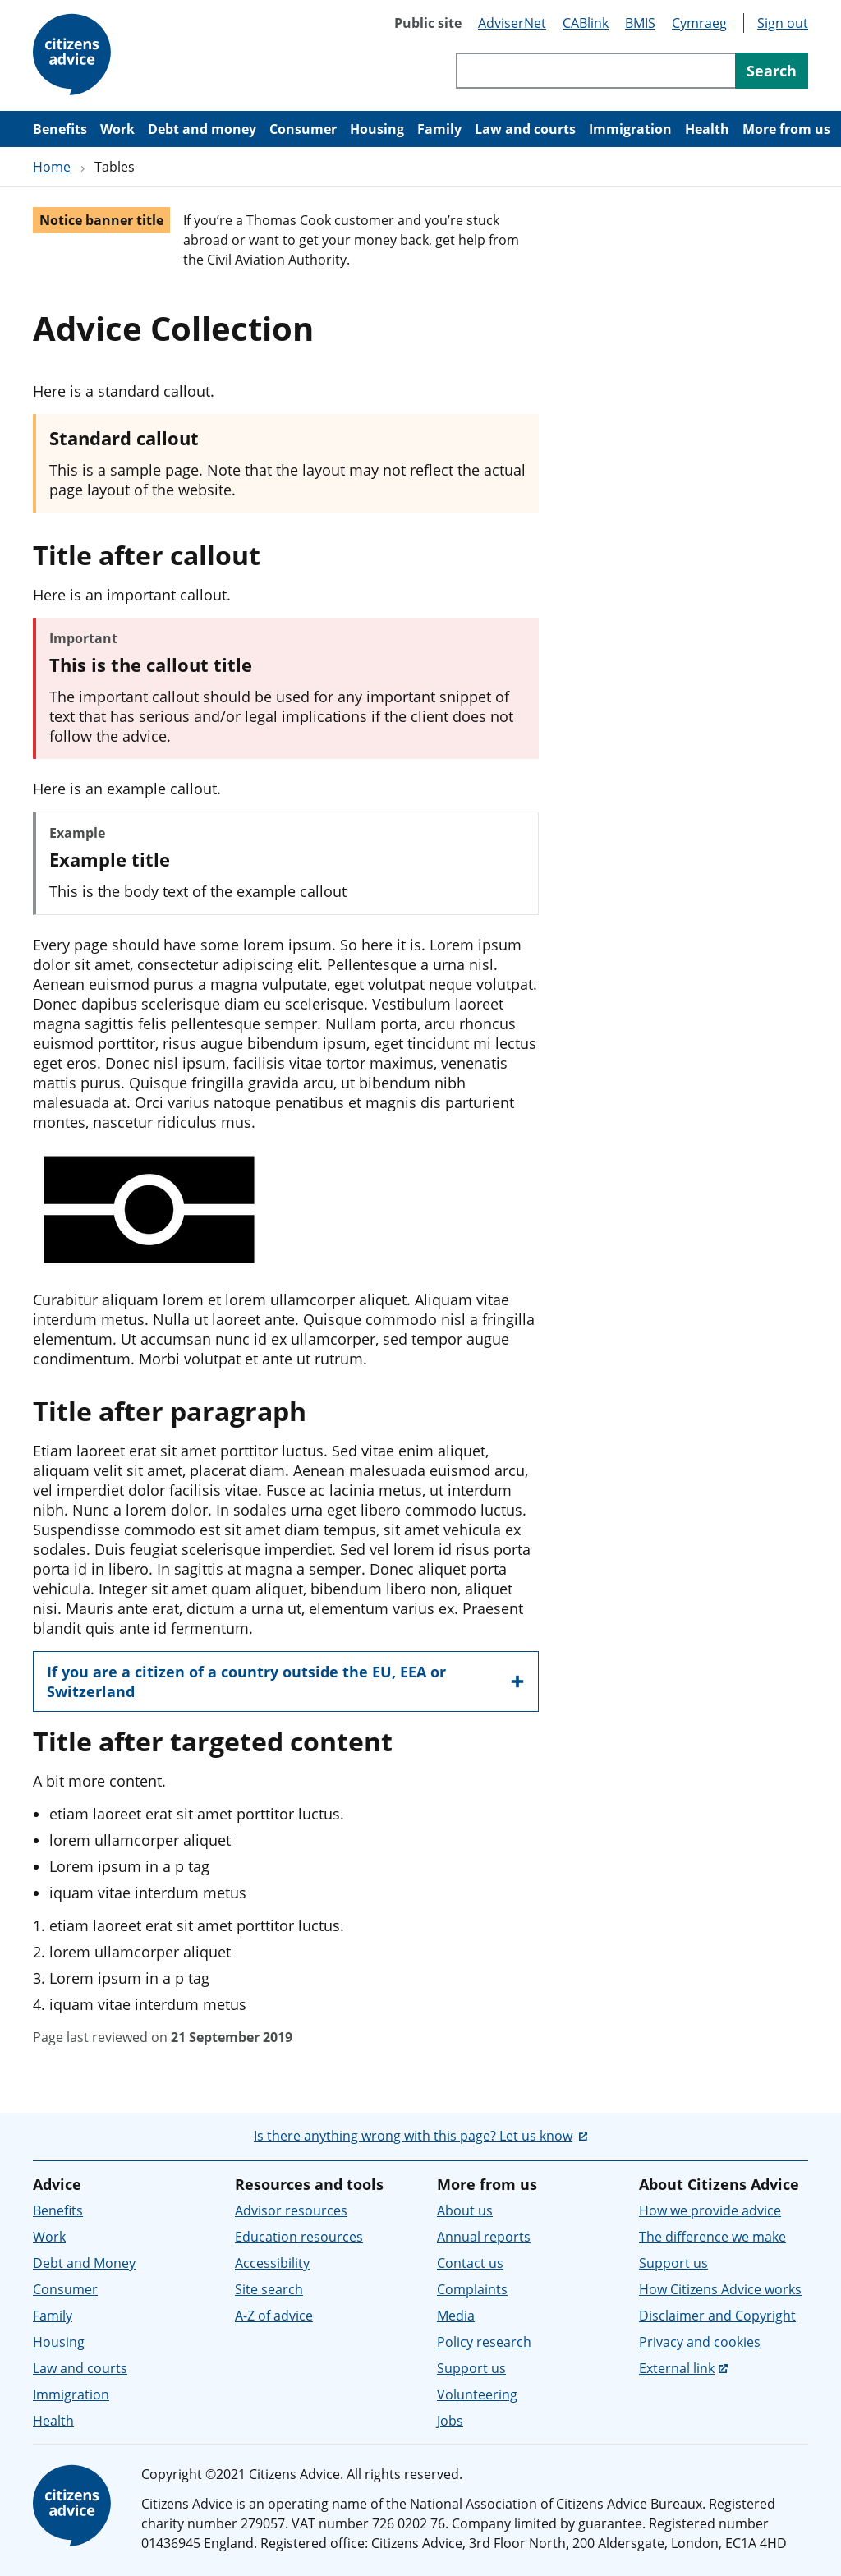 citizens
advice
Public site AdviserNet CABlink BMIS Cymraeg Sign out
Search
Benefits Work Debt and money Consumer Housing Family Law and courts Immigration Health More from us
Home › Tables
Notice banner title
If you’re a Thomas Cook customer and you’re stuck
abroad or want to get your money back, get help from
the Civil Aviation Authority.
Advice Collection
Here is a standard callout.
Standard callout
This is a sample page. Note that the layout may not reflect the actual
page layout of the website.
Title after callout
Here is an important callout.
Important
This is the callout title
The important callout should be used for any important snippet of
text that has serious and/or legal implications if the client does not
follow the advice.
Here is an example callout.
Example
Example title
This is the body text of the example callout
Every page should have some lorem ipsum. So here it is. Lorem ipsum
dolor sit amet, consectetur adipiscing elit. Pellentesque a urna nisl.
Aenean euismod purus a magna vulputate, eget volutpat neque volutpat.
Donec dapibus scelerisque diam eu scelerisque. Vestibulum laoreet
magna sagittis felis pellentesque semper. Nullam porta, arcu rhoncus
euismod porttitor, risus augue bibendum ipsum, eget tincidunt mi lectus
eget eros. Donec nisl ipsum, facilisis vitae tortor maximus, venenatis
mattis purus. Quisque fringilla gravida arcu, ut bibendum nibh
malesuada at. Orci varius natoque penatibus et magnis dis parturient
montes, nascetur ridiculus mus.
Curabitur aliquam lorem et lorem ullamcorper aliquet. Aliquam vitae
interdum metus. Nulla ut laoreet ante. Quisque commodo nisl a fringilla
elementum. Ut accumsan nunc id ex ullamcorper, sed tempor augue
condimentum. Morbi volutpat et ante ut rutrum.
Title after paragraph
Etiam laoreet erat sit amet porttitor luctus. Sed vitae enim aliquet,
aliquam velit sit amet, placerat diam. Aenean malesuada euismod arcu,
vel imperdiet dolor facilisis vitae. Fusce ac lacinia metus, ut interdum
nibh. Nunc a lorem dolor. In sodales urna eget libero commodo luctus.
Suspendisse commodo est sit amet diam tempus, sit amet vehicula ex
sodales. Duis feugiat scelerisque imperdiet. Sed vel lorem id risus porta
porta id in libero. In sagittis at magna a semper. Donec aliquet porta
vehicula. Integer sit amet quam aliquet, bibendum libero non, aliquet
nisi. Mauris ante erat, dictum a urna ut, elementum varius ex. Praesent
blandit quis ante id fermentum.
If you are a citizen of a country outside the EU, EEA or
Switzerland
Title after targeted content
A bit more content.
• etiam laoreet erat sit amet porttitor luctus.
• lorem ullamcorper aliquet
• Lorem ipsum in a p tag
• iquam vitae interdum metus
1. etiam laoreet erat sit amet porttitor luctus.
2. lorem ullamcorper aliquet
3. Lorem ipsum in a p tag
4. iquam vitae interdum metus
Page last reviewed on 21 September 2019
Is there anything wrong with this page? Let us know
Advice
Benefits
Work
Debt and Money
Consumer
Family
Housing
Law and courts
Immigration
Health
Resources and tools
Advisor resources
Education resources
Accessibility
Site search
A-Z of advice
More from us
About us
Annual reports
Contact us
Complaints
Media
Policy research
Support us
Volunteering
Jobs
About Citizens Advice
How we provide advice
The difference we make
Support us
How Citizens Advice works
Disclaimer and Copyright
Privacy and cookies
External link
citizens
advice
Copyright ©2021 Citizens Advice. All rights reserved.
Citizens Advice is an operating name of the National Association of Citizens Advice Bureaux. Registered
charity number 279057. VAT number 726 0202 76. Company limited by guarantee. Registered number
01436945 England. Registered office: Citizens Advice, 3rd Floor North, 200 Aldersgate, London, EC1A 4HD